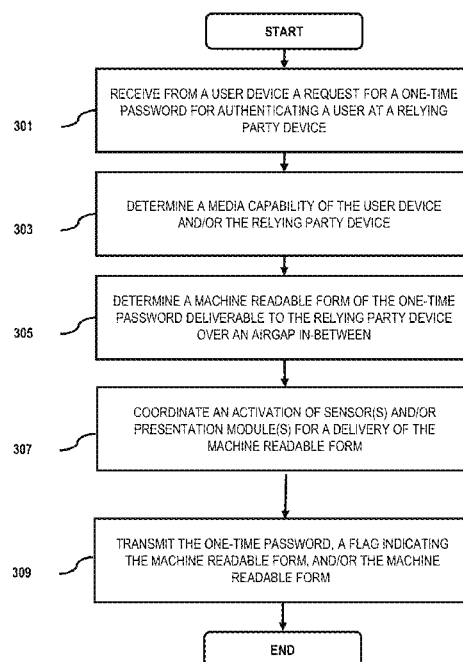 START
301
RECEIVE FROM A USER DEVICE A REQUEST FOR A ONE-TIME
PASSWORD FOR AUTHENTICATING A USER AT A RELYING
PARTY DEVICE
303
DETERMINE A MEDIA CAPABILITY OF THE USER DEVICE
AND/OR THE RELYING PARTY DEVICE
305
DETERMINE A MACHINE READABLE FORM OF THE ONE-TIME
PASSWORD DELIVERABLE TO THE RELYING PARTY DEVICE
OVER AN AIRGAP IN-BETWEEN
307
COORDINATE AN ACTIVATION OF SENSOR(S) AND/OR
PRESENTATION MODULE(S) FOR A DELIVERY OF THE
MACHINE READABLE FORM
309
TRANSMIT THE ONE-TIME PASSWORD, A FLAG INDICATING
THE MACHINE READABLE FORM, AND/OR THE MACHINE
READABLE FORM
END